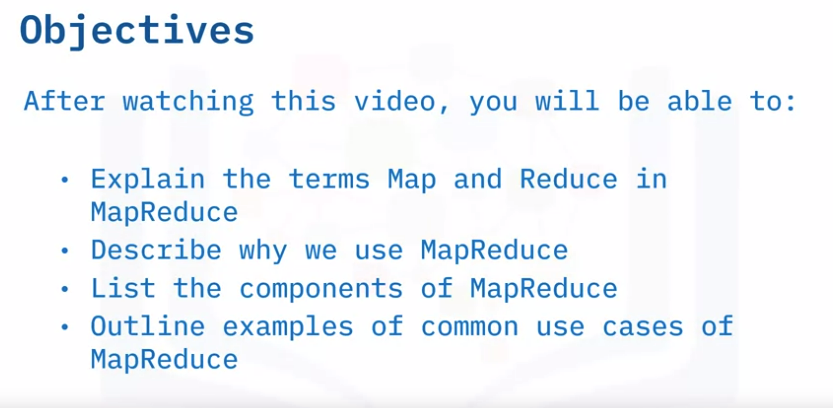 Objectives
After watching this video, you will be able to:
• Explain the terms Map and Reduce in
MapReduce
• Describe why we use MapReduce
• List the components of MapReduce
• Outline examples of common use cases of
MapReduce